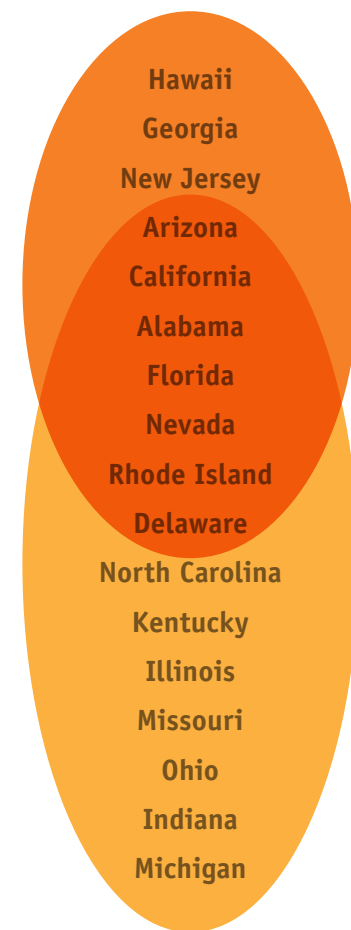 Hawaii
Georgia
New Jersey
Arizona
California
Alabama
Florida
Nevada
Rhode Island
Delaware
North Carolina
Kentucky
Illinois
Missouri
Ohio
Indiana
Michigan